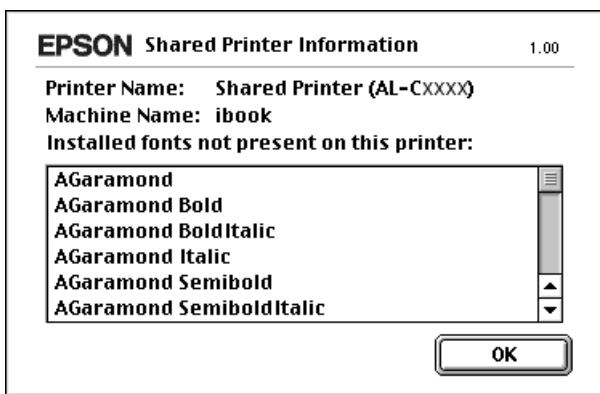 EPSON Shared Printer Information 1.00
Printer Name: Shared Printer (AL-CXXXX)
Machine Name: ibook
Installed fonts not present on this printer:
AGaramond
AGaramond Bold
AGaramond BoldItalic
AGaramond Italic
AGaramond Semibold
AGaramond SemiboldItalic
OK